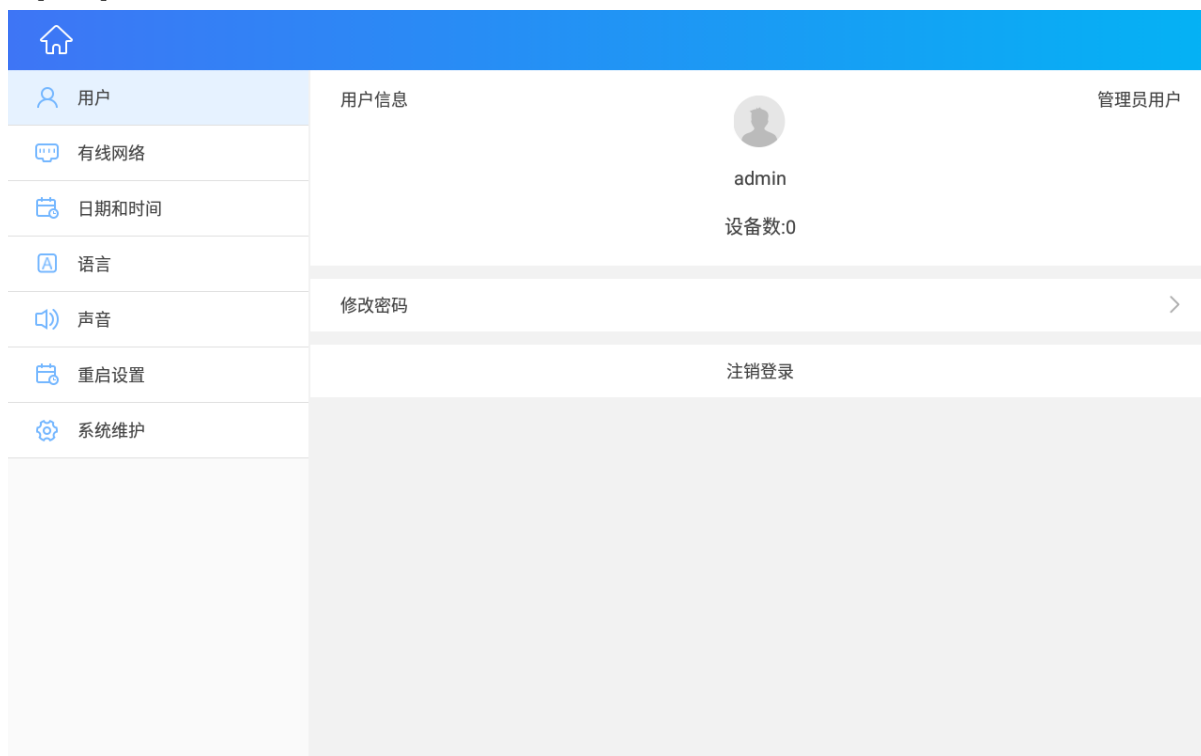 用户
有线网络
日期和时间
语言
声音
重启设置
系统维护
用户信息
管理员用户
admin
设备数:0
修改密码
注销登录